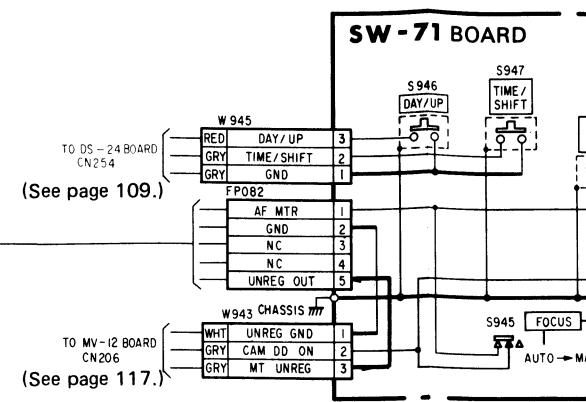 SW-71 BOARD
S947
TIME/
SHIFT
S946
DAY/UP
W945
RED DAY/UP 3
GRY TIME/SHIFT 2
GRY GND 1
TO DS-24 BOARD
CN254
(See page 109.)
FP082
AF MTR 1
GND 2
NC 3
NC 4
UNREG OUT 5
CHASSIS
W943
WHT UNREG GND 1
GRY CAM DD ON 2
GRY MT UNREG 3
TO MV-12 BOARD
CN206
(See page 117.)
S945
FOCUS
AUTO → MA